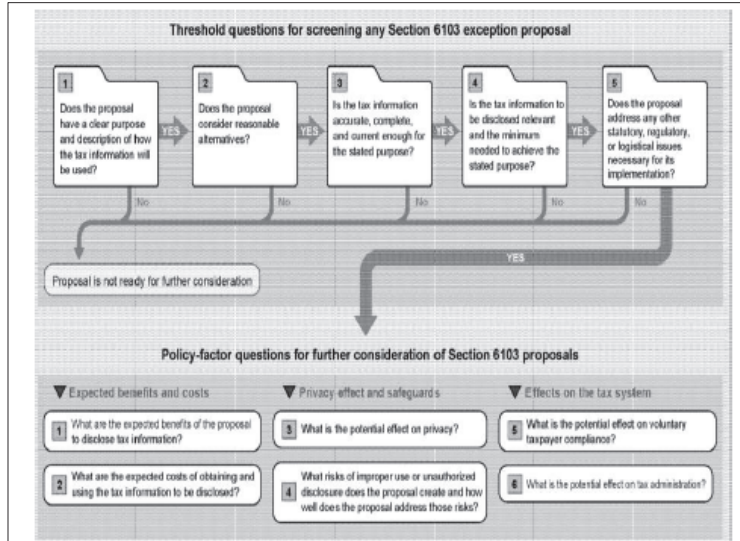 Threshold questions for screening any Section 6103 exception proposal
1
Does the proposal
have a clear purpose
and description of how
the tax information will
be used?
YES
2
Does the proposal
consider reasonable
alternatives?
YES
3
Is the tax information
accurate, complete,
and current enough for
the stated purpose?
YES
4
Is the tax information to
be disclosed relevant
and the minimum
needed to achieve the
stated purpose?
YES
5
Does the proposal
address any other
statutory, regulatory,
or logistical issues
necessary for its
implementation?
No
No
No
No
No
YES
Proposal is not ready for further consideration
Policy-factor questions for further consideration of Section 6103 proposals
Expected benefits and costs
1
What are the expected benefits of the proposal
to disclose tax information?
2
What are the expected costs of obtaining and
using the tax information to be disclosed?
Privacy effect and safeguards
3
What is the potential effect on privacy?
4
What risks of improper use or unauthorized
disclosure does the proposal create and how
well does the proposal address those risks?
Effects on the tax system
5
What is the potential effect on voluntary
taxpayer compliance?
6
What is the potential effect on tax administration?